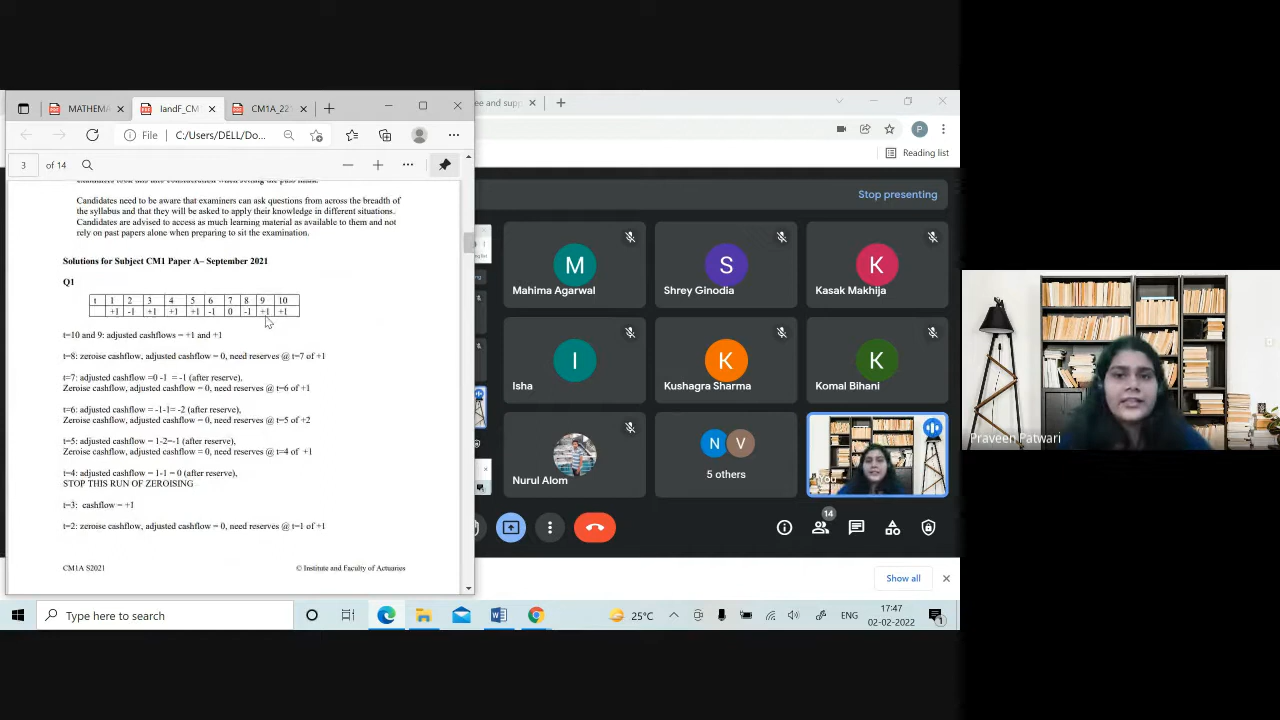 MATHEMA
IandF_CM
CM1A_22
ee and supp
File
C:/Users/DELL/Do...
Reading list
3 of 14
Stop presenting
Candidates need to be aware that examiners can ask questions from across the breadth of
the syllabus and that they will be asked to apply their knowledge in different situations.
Candidates are advised to access as much learning material as available to them and not
rely on past papers alone when preparing to sit the examination.
Solutions for Subject CM1 Paper A– September 2021
Q1
t 1 2 3 4 5 6 7 8 9 10
+1 -1 +1 +1 +1 -1 0 -1 +1 +1
t=10 and 9: adjusted cashflows = +1 and +1
t=8: zeroise cashflow, adjusted cashflow = 0, need reserves @ t=7 of +1
t=7: adjusted cashflow =0 -1 = -1 (after reserve),
Zeroise cashflow, adjusted cashflow = 0, need reserves @ t=6 of +1
t=6: adjusted cashflow = -1-1= -2 (after reserve),
Zeroise cashflow, adjusted cashflow = 0, need reserves @ t=5 of +2
t=5: adjusted cashflow = 1-2=-1 (after reserve),
Zeroise cashflow, adjusted cashflow = 0, need reserves @ t=4 of +1
t=4: adjusted cashflow = 1-1 = 0 (after reserve),
STOP THIS RUN OF ZEROISING
t=3: cashflow = +1
t=2: zeroise cashflow, adjusted cashflow = 0, need reserves @ t=1 of +1
CM1A S2021
© Institute and Faculty of Actuaries
M
Mahima Agarwal
S
Shrey Ginodia
K
Kasak Makhija
I
Isha
K
Kushagra Sharma
K
Komal Bihani
Nurul Alom
N V
5 others
You
14
Show all
Praveen Patwari
Type here to search
25°C
ENG
17:47
02-02-2022
1